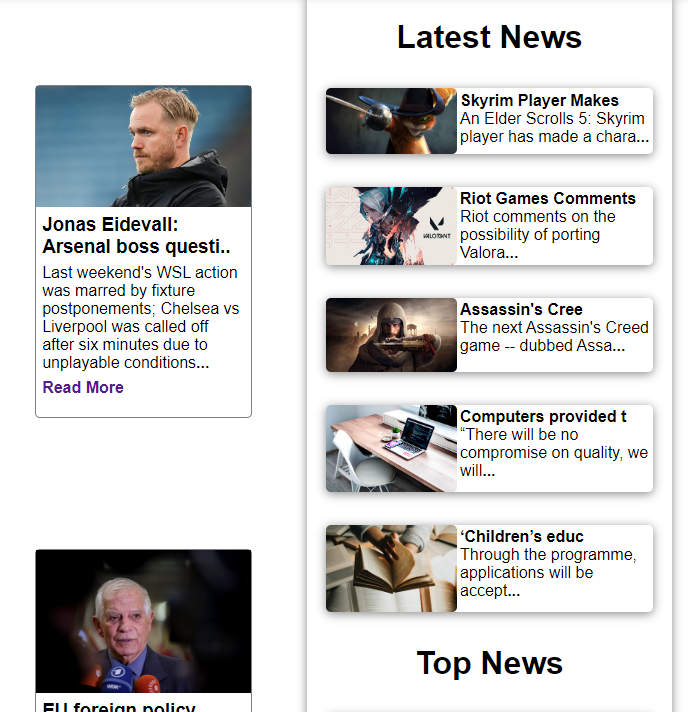 Jonas Eidevall:
Arsenal boss questi..
Last weekend's WSL action
was marred by fixture
postponements; Chelsea vs
Liverpool was called off
after six minutes due to
unplayable conditions...
Read More
EU foreign policy
Latest News
Skyrim Player Makes
An Elder Scrolls 5: Skyrim
player has made a chara...
VALORANT
Riot Games Comments
Riot comments on the
possibility of porting
Valora...
Assassin's Cree
The next Assassin's Creed
game -- dubbed Assa...
Computers provided t
“There will be no
compromise on quality, we
will...
‘Children’s educ
Through the programme,
applications will be
accept...
Top News